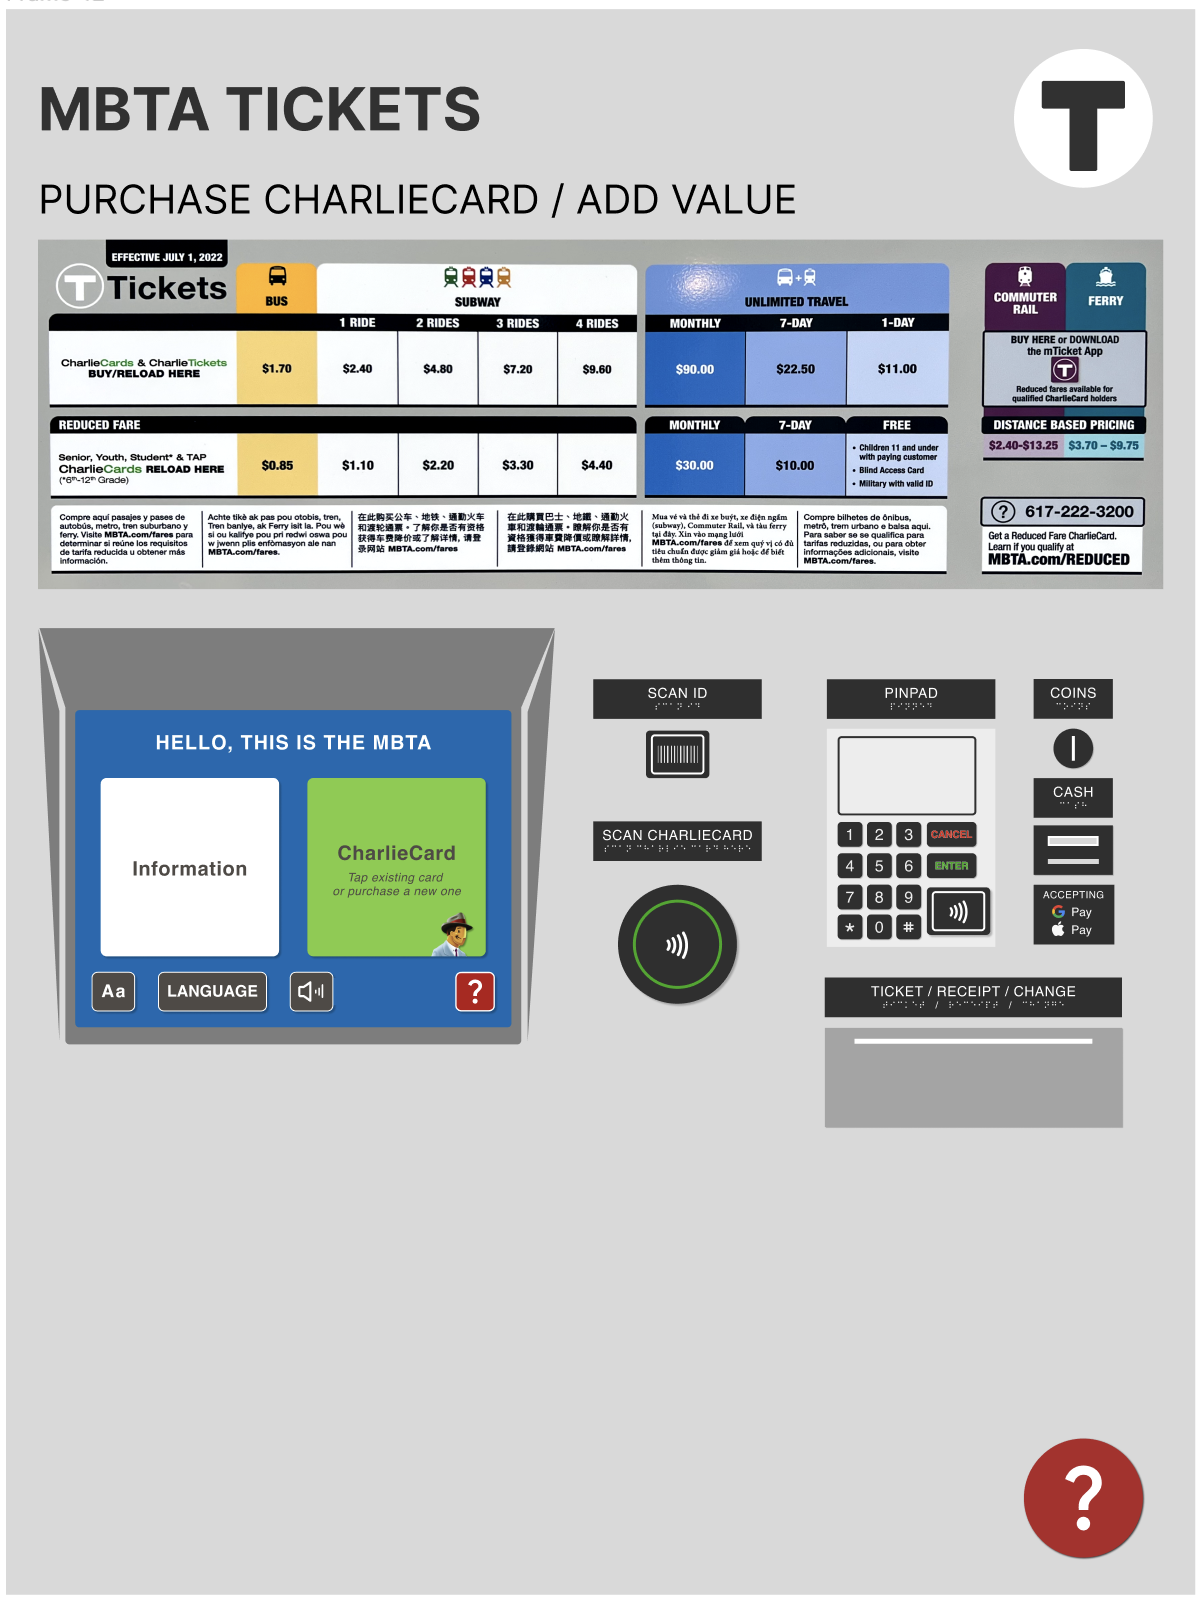 MBTA TICKETS
T
PURCHASE CHARLIECARD / ADD VALUE
EFFECTIVE JULY 1, 2022
T Tickets
BUS
SUBWAY
UNLIMITED TRAVEL
COMMUTER
RAIL
FERRY
1 RIDE 2 RIDES 3 RIDES 4 RIDES MONTHLY 7-DAY 1-DAY
CharlieCards & CharlieTickets
BUY/RELOAD HERE
$1.70 $2.40 $4.80 $7.20 $9.60 $90.00 $22.50 $11.00
BUY HERE or DOWNLOAD
the mTicket App
T
Reduced fares available for
qualified CharlieCard holders
REDUCED FARE MONTHLY 7-DAY FREE
DISTANCE BASED PRICING
$2.40-$13.25 $3.70 – $9.75
Senior, Youth, Student* & TAP
CharlieCards RELOAD HERE
(*6th-12th Grade)
$0.85 $1.10 $2.20 $3.30 $4.40 $30.00 $10.00
• Children 11 and under
with paying customer
• Blind Access Card
• Military with valid ID
Compre aquí pasajes y pases de
autobús, metro, tren suburbano y
ferry. Visite MBTA.com/fares para
determinar si reúne los requisitos
de tarifa reducida u obtener más
información.
Achte tikè ak pas pou otobis, tren,
Tren banlye, ak Ferry isit la. Pou wè
si ou kalifye pou pri redwi oswa pou
w jwenn plis enfòmasyon ale nan
MBTA.com/fares.
在此购买公车、地铁、通勤火车
和渡轮通票。了解你是否有资格
获得车费降价或了解详情, 请登
录网站 MBTA.com/fares
在此購買巴士、地鐵、通勤火
車和渡輪通票。瞭解你是否有
資格獲得車費降價或瞭解詳情,
請登錄網站 MBTA.com/fares
Mua vé và thẻ đi xe buýt, xe điện ngầm
(subway), Commuter Rail, và tàu ferry
tại đây. Xin vào mạng lưới
MBTA.com/fares để xem quý vị có đủ
tiêu chuẩn được giảm giá hoặc để biết
thêm thông tin.
Compre bilhetes de ônibus,
metrô, trem urbano e balsa aqui.
Para saber se se qualifica para
tarifas reduzidas, ou para obter
informações adicionais, visite
MBTA.com/fares.
? 617-222-3200
Get a Reduced Fare CharlieCard.
Learn if you qualify at
MBTA.com/REDUCED
HELLO, THIS IS THE MBTA
Information
CharlieCard
Tap existing card
or purchase a new one
Aa LANGUAGE ?
SCAN ID
SCAN CHARLIECARD
PINPAD
1 2 3 CANCEL
4 5 6 ENTER
7 8 9
* 0 #
COINS
CASH
ACCEPTING
G Pay
Pay
TICKET / RECEIPT / CHANGE
?